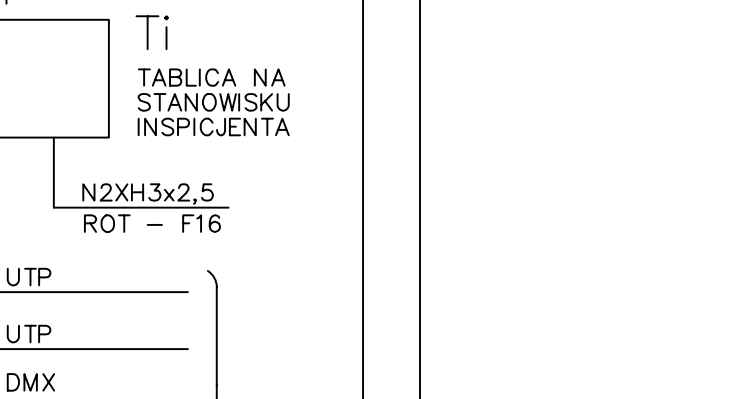 Ti
TABLICA NA
STANOWISKU
INSPICJENTA
N2XH3x2,5
ROT – F16
UTP
UTP
DMX